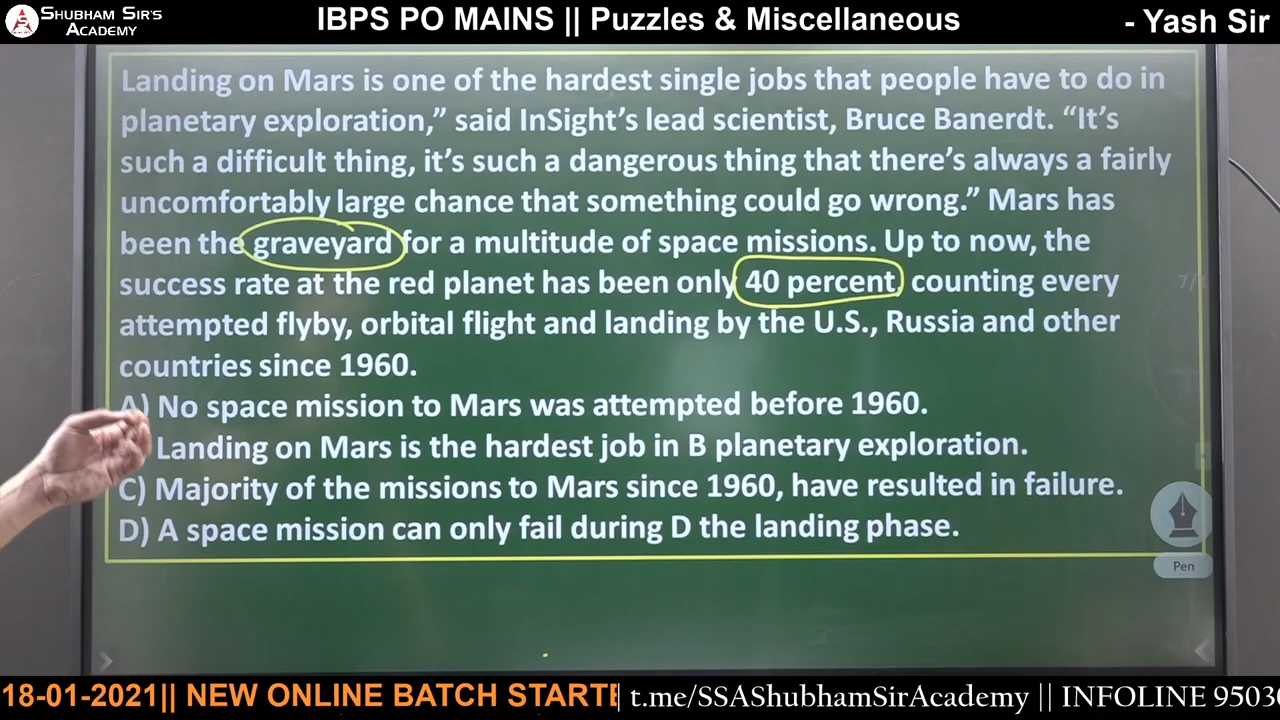 SHUBHAM SIR'S
ACADEMY
IBPS PO MAINS || Puzzles & Miscellaneous
- Yash Sir
Landing on Mars is one of the hardest single jobs that people have to do in
planetary exploration,” said InSight’s lead scientist, Bruce Banerdt. “It’s
such a difficult thing, it’s such a dangerous thing that there’s always a fairly
uncomfortably large chance that something could go wrong.” Mars has
been the graveyard for a multitude of space missions. Up to now, the
success rate at the red planet has been only 40 percent, counting every
attempted flyby, orbital flight and landing by the U.S., Russia and other
countries since 1960.
A) No space mission to Mars was attempted before 1960.
Landing on Mars is the hardest job in B planetary exploration.
C) Majority of the missions to Mars since 1960, have resulted in failure.
D) A space mission can only fail during D the landing phase.
Pen
18-01-2021|| NEW ONLINE BATCH STARTE
t.me/SSAShubhamSirAcademy || INFOLINE 9503